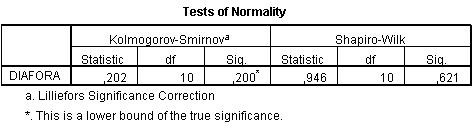 Tests of Normality
Kolmogorov-Smirnovᵃ Shapiro-Wilk
Statistic df Sig. Statistic df Sig.
DIAFORA ,202 10 ,200* ,946 10 ,621
a. Lilliefors Significance Correction
*. This is a lower bound of the true significance.